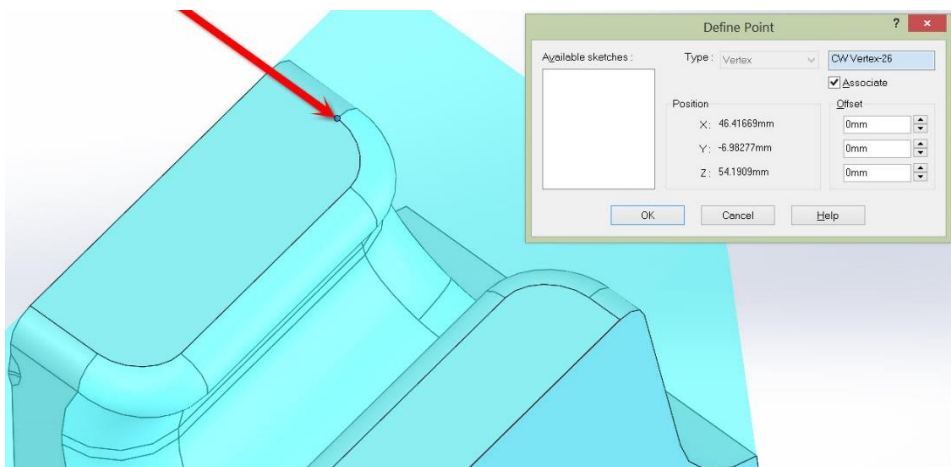 Define Point
? ×
Available sketches :
Type : Vertex
CW Vertex-26
Associate
Position
Offset
X: 46.41669mm
0mm
Y: -6.98277mm
0mm
Z: 54.1909mm
0mm
OK
Cancel
Help